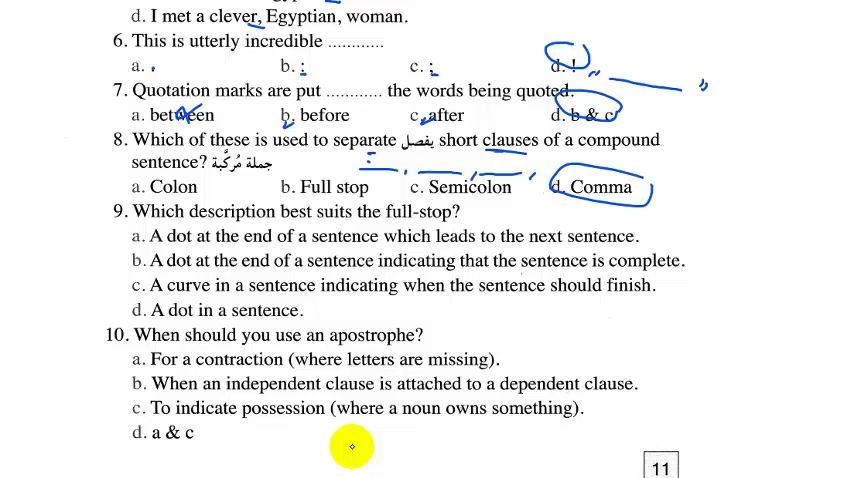 d. I met a clever, Egyptian, woman.
6. This is utterly incredible ............
a. . b. : c. ; d. !
7. Quotation marks are put ............ the words being quoted.
a. between b. before c. after d. b & c
8. Which of these is used to separate يفصل short clauses of a compound
sentence? جملة مُركَّبة
a. Colon b. Full stop c. Semicolon d. Comma
9. Which description best suits the full-stop?
a. A dot at the end of a sentence which leads to the next sentence.
b. A dot at the end of a sentence indicating that the sentence is complete.
c. A curve in a sentence indicating when the sentence should finish.
d. A dot in a sentence.
10. When should you use an apostrophe?
a. For a contraction (where letters are missing).
b. When an independent clause is attached to a dependent clause.
c. To indicate possession (where a noun owns something).
d. a & c
11